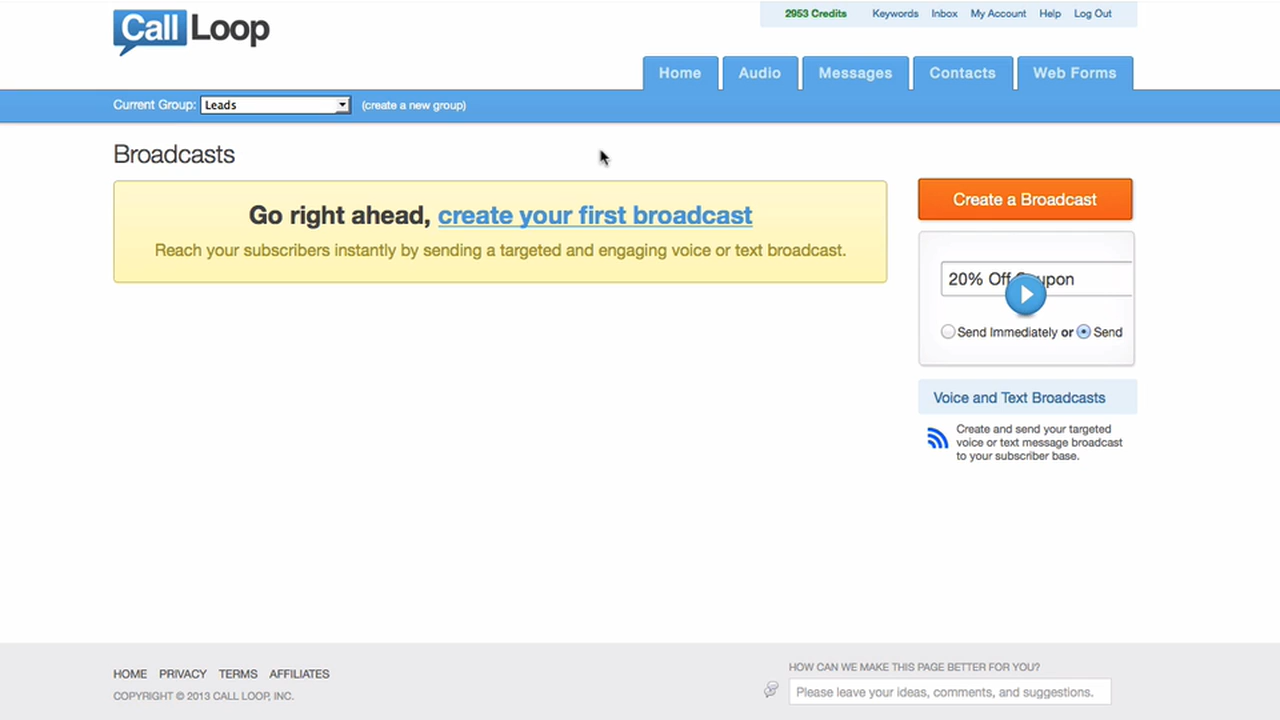 Call Loop
2953 Credits Keywords Inbox My Account Help Log Out
Home Audio Messages Contacts Web Forms
Current Group: Leads (create a new group)
Broadcasts
Go right ahead, create your first broadcast
Reach your subscribers instantly by sending a targeted and engaging voice or text broadcast.
Create a Broadcast
20% Off Coupon
Send Immediately or Send
Voice and Text Broadcasts
Create and send your targeted
voice or text message broadcast
to your subscriber base.
HOME PRIVACY TERMS AFFILIATES
COPYRIGHT © 2013 CALL LOOP, INC.
HOW CAN WE MAKE THIS PAGE BETTER FOR YOU?
Please leave your ideas, comments, and suggestions.